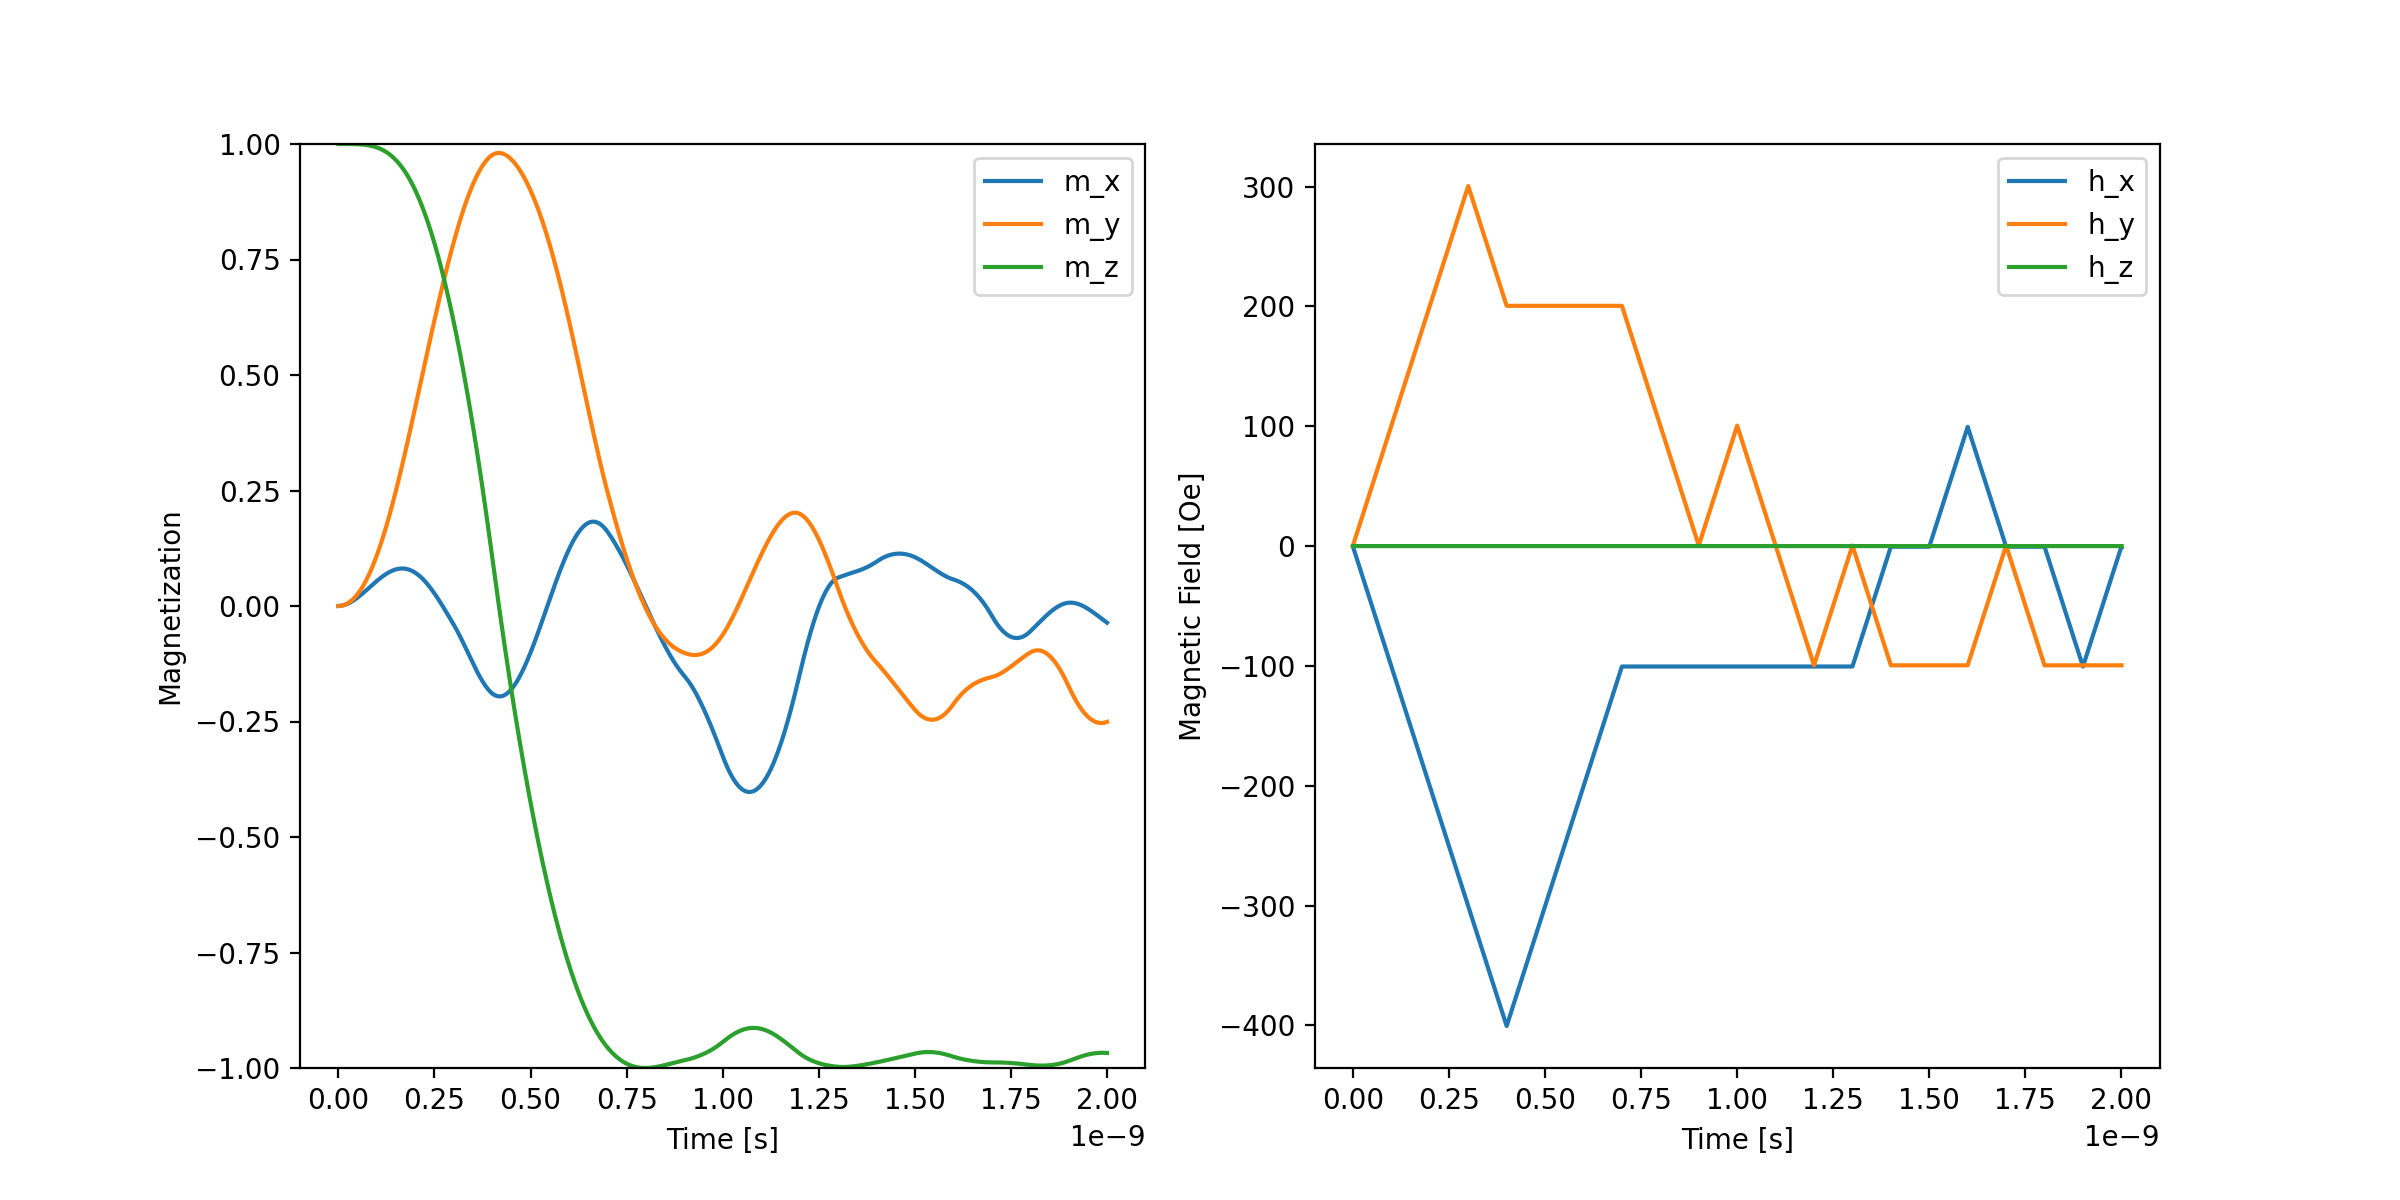 1.00
0.75
0.50
0.25
0.00
−0.25
−0.50
−0.75
−1.00
Magnetization
m_x
m_y
m_z
0.00 0.25 0.50 0.75 1.00 1.25 1.50 1.75 2.00
Time [s]
1e−9
300
200
100
0
−100
−200
−300
−400
Magnetic Field [Oe]
h_x
h_y
h_z
0.00 0.25 0.50 0.75 1.00 1.25 1.50 1.75 2.00
Time [s]
1e−9